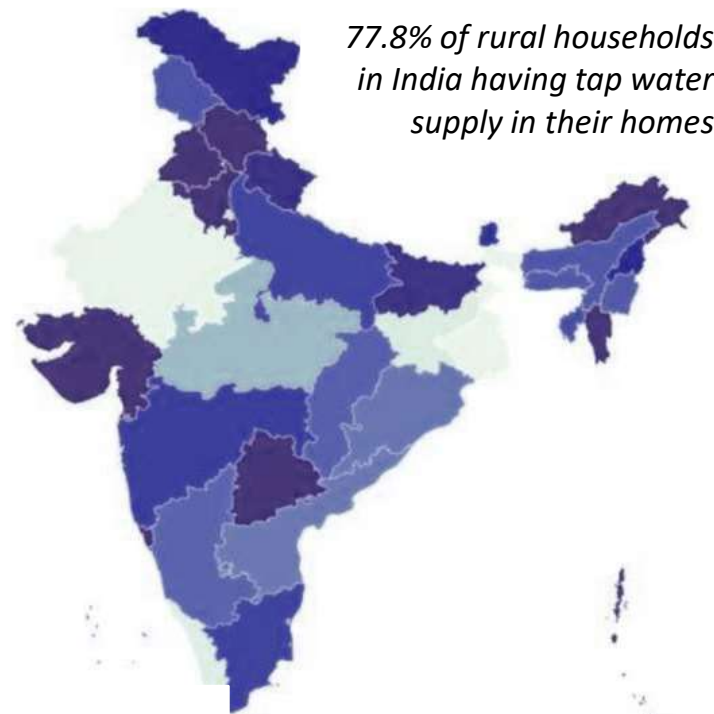 77.8% of rural households
in India having tap water
supply in their homes